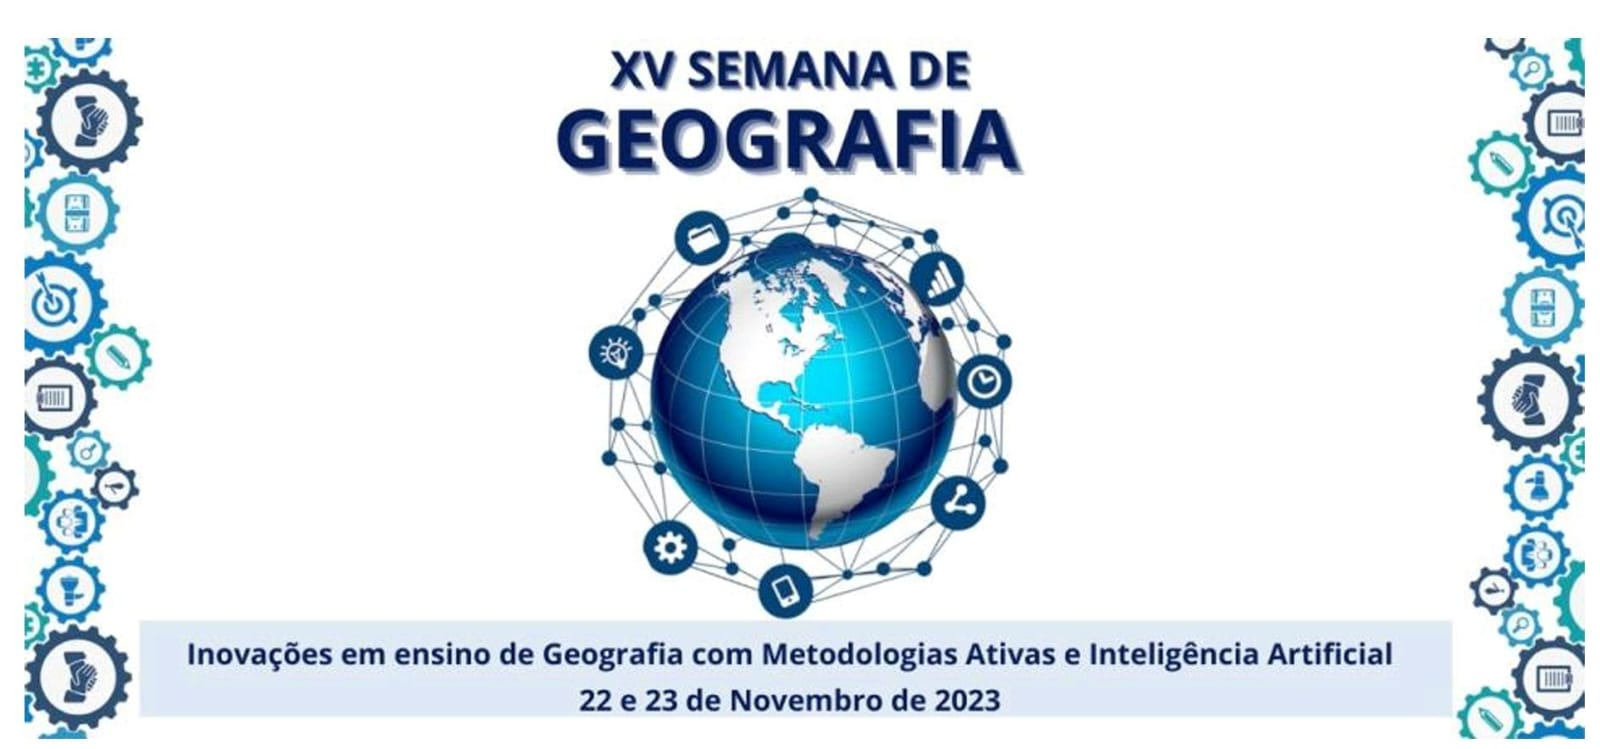 XV SEMANA DE
GEOGRAFIA
Inovações em ensino de Geografia com Metodologias Ativas e Inteligência Artificial
22 e 23 de Novembro de 2023